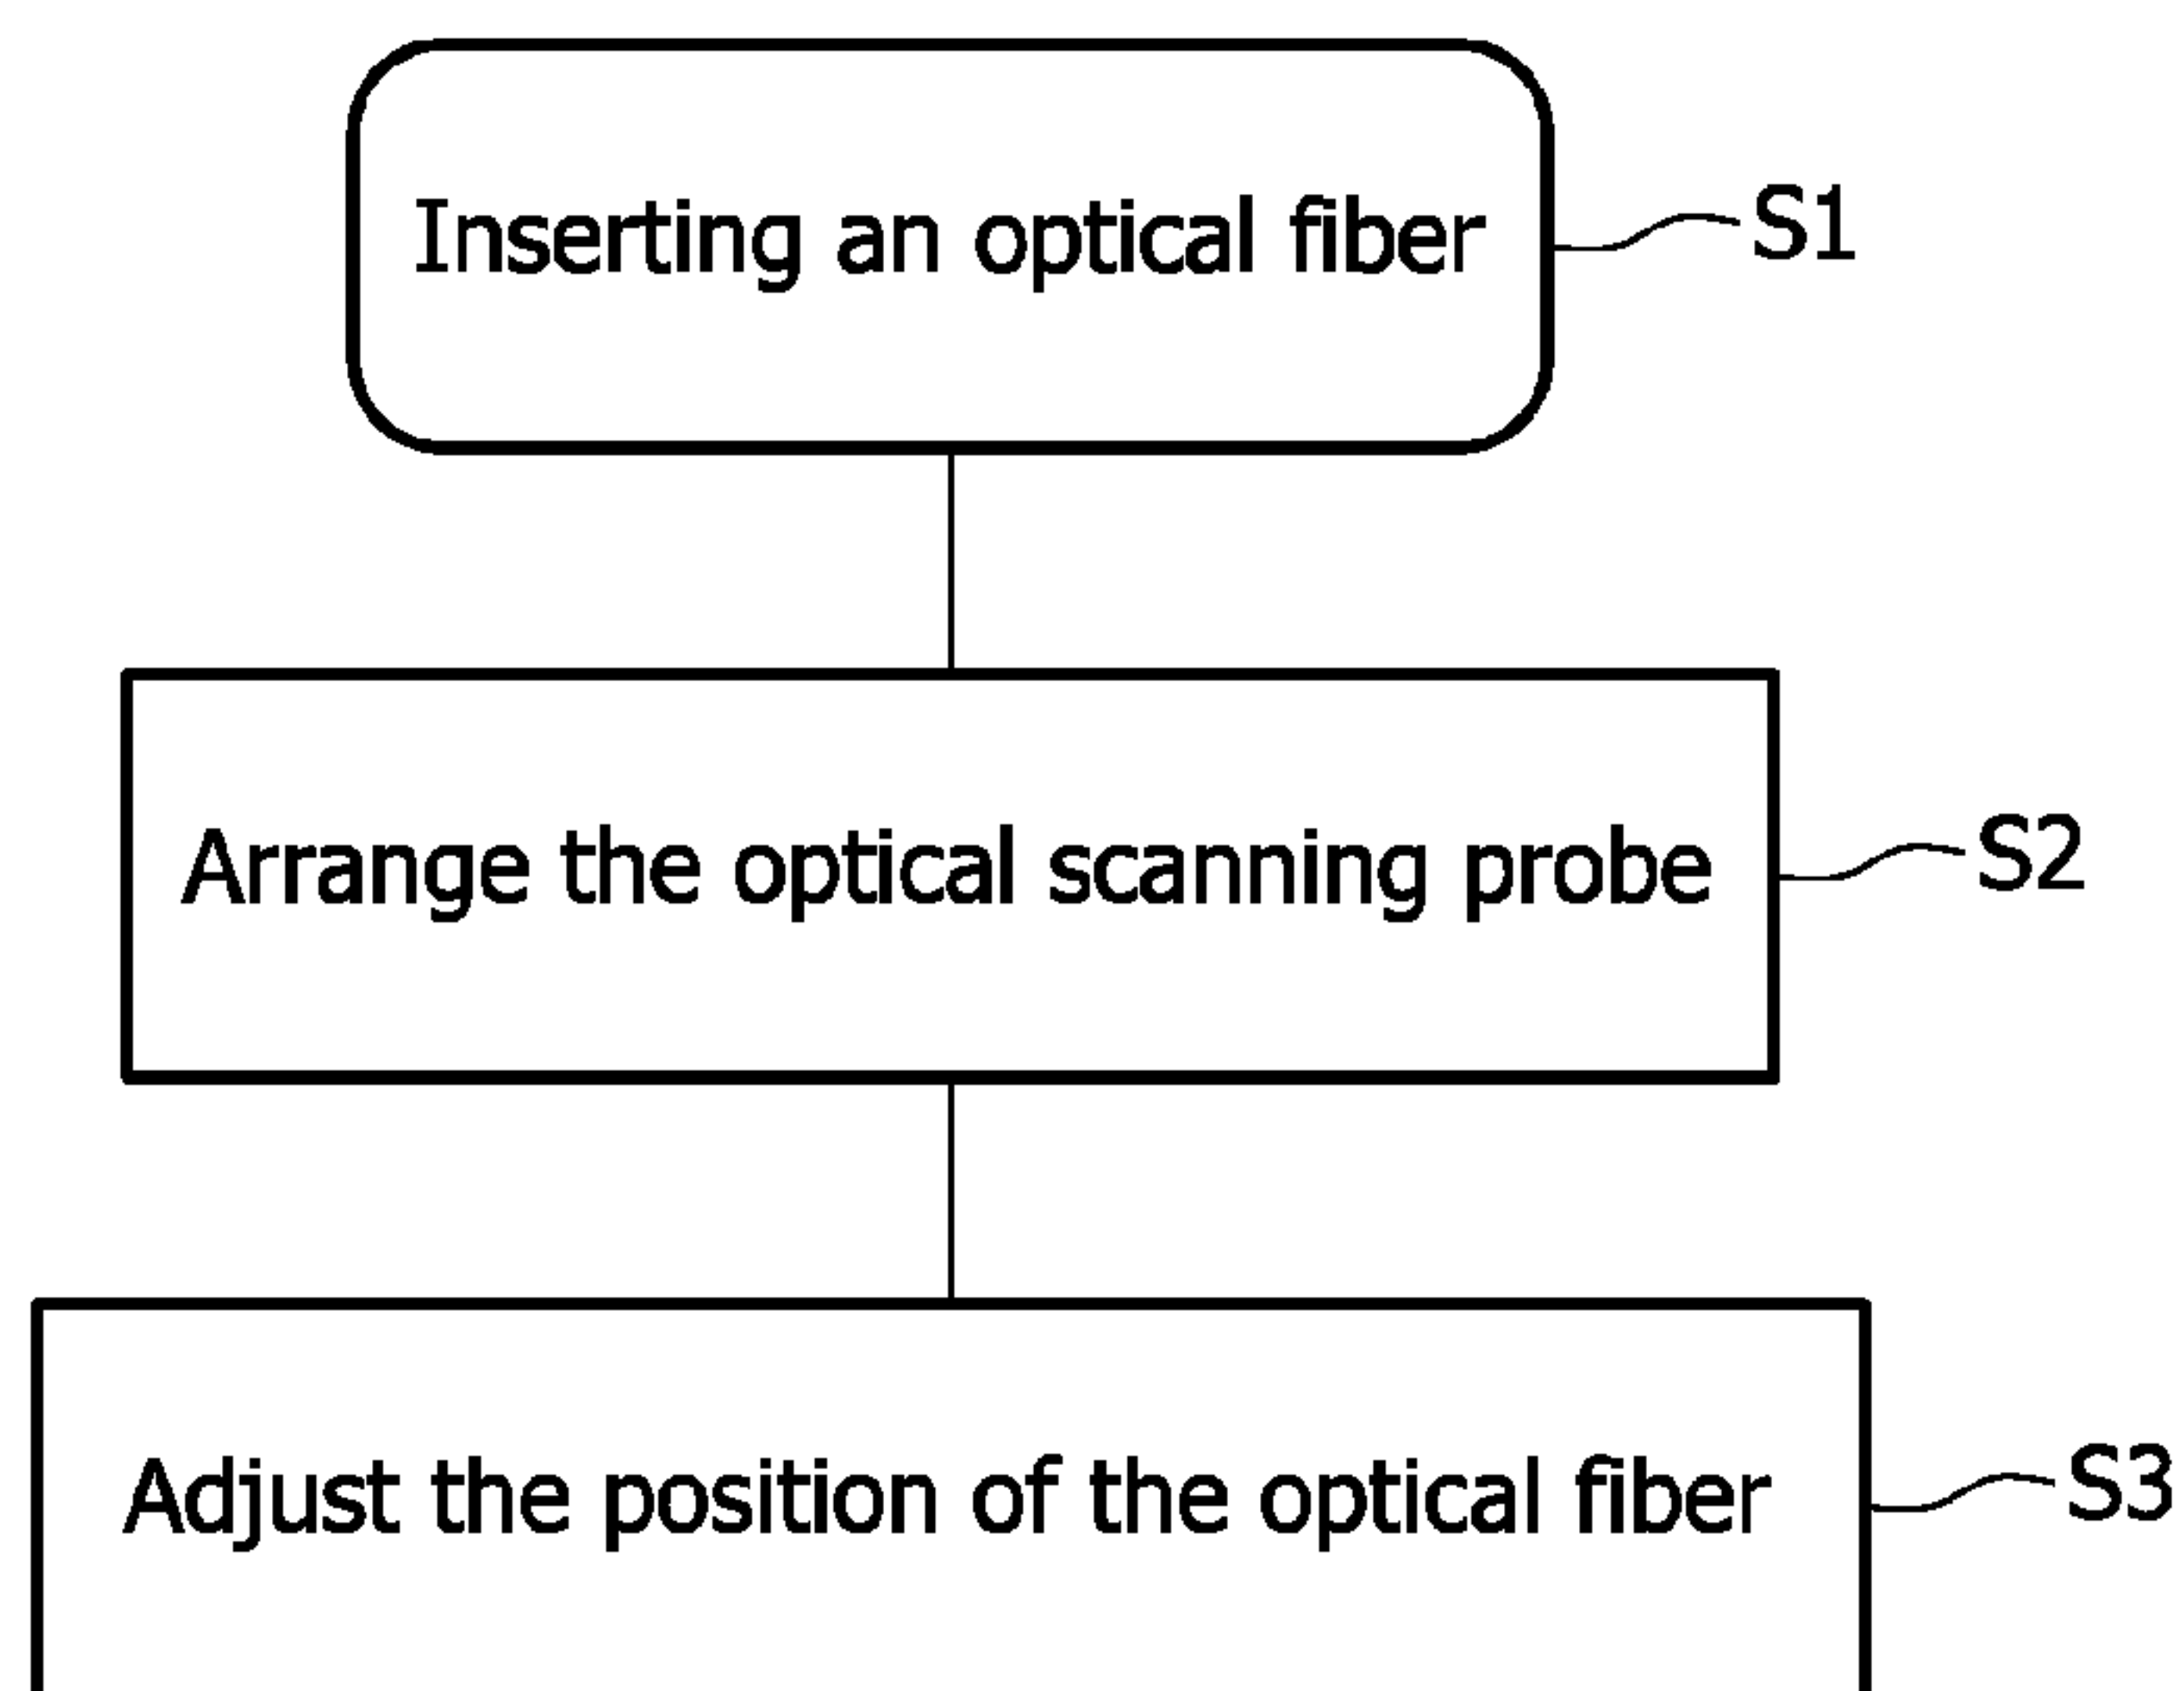 Inserting an optical fiber S1
Arrange the optical scanning probe S2
Adjust the position of the optical fiber S3